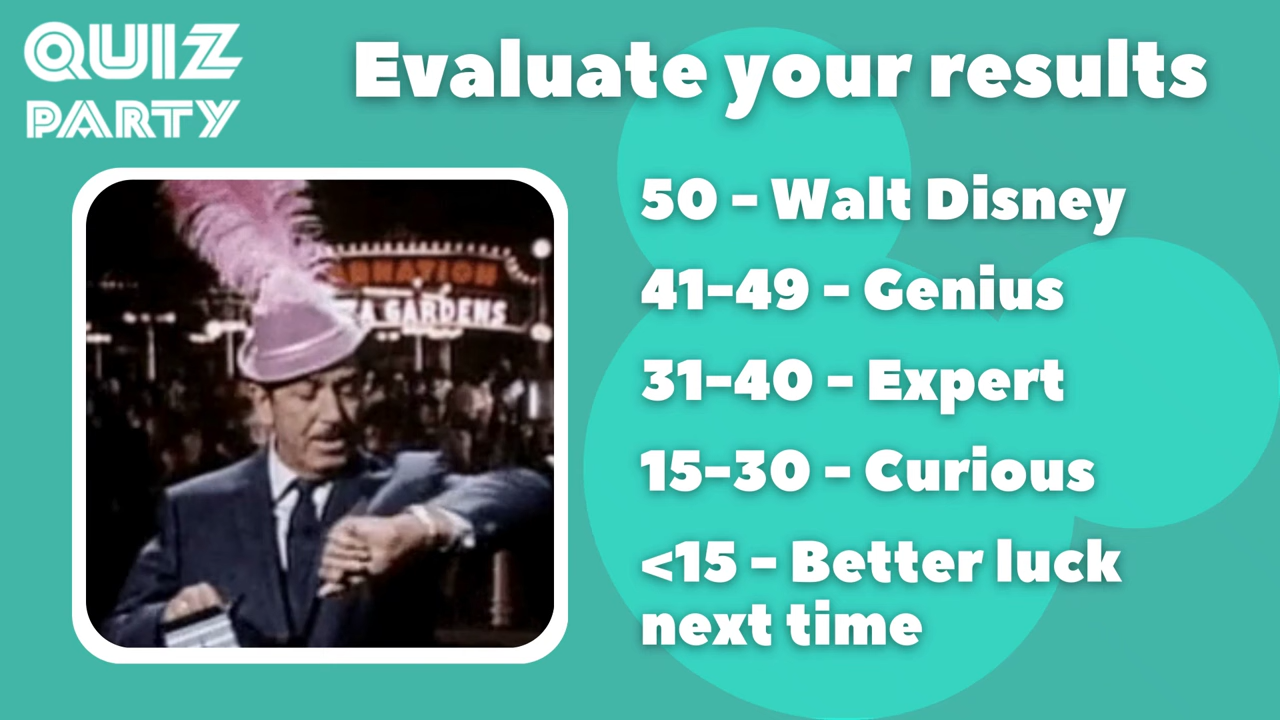 QUIZ
PARTY
Evaluate your results
50 – Walt Disney
41–49 – Genius
31–40 – Expert
15–30 – Curious
<15 – Better luck
next time
GARDENS